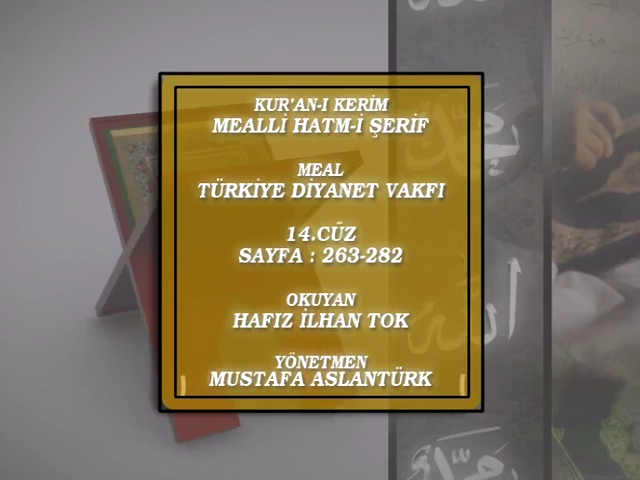 KUR'AN-I KERİM
MEALLİ HATM-İ ŞERİF
MEAL
TÜRKİYE DİYANET VAKFI
14.CÜZ
SAYFA : 263-282
OKUYAN
HAFIZ İLHAN TOK
YÖNETMEN
MUSTAFA ASLANTÜRK
الله